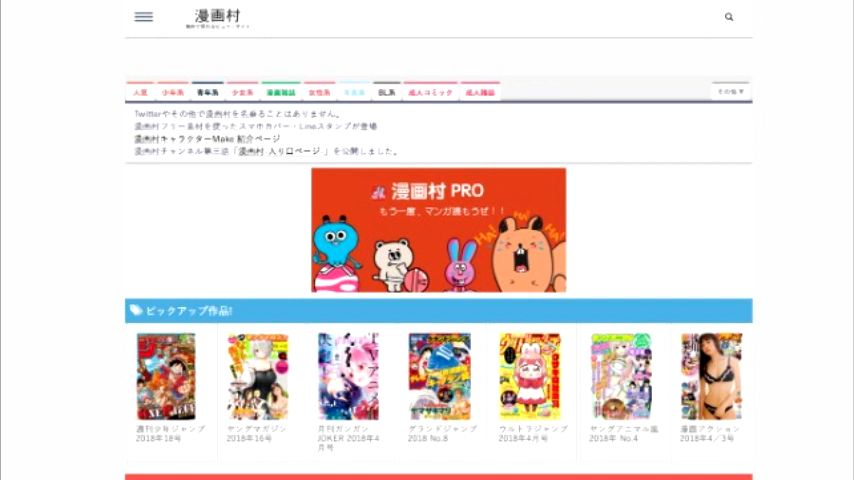 漫画村
人気 少年系 青年系 少女系 漫画雑誌 女性系 BL系 成人コミック 成人雑誌 その他▼
Twitterやその他で漫画村を名乗ることはありません。
漫画村フリー素材を使ったスマホカバー・Lineスタンプが登場
漫画村キャラクターMake 紹介ページ
漫画村チャンネル第三弾「漫画村 入り口ページ 」を公開しました。
漫画村 PRO
もう一度、マンガ読もうぜ！！
HA!
HA!
ピックアップ作品!
週刊少年ジャンプ 2018年18号
ヤングマガジン 2018年16号
月刊ガンガン JOKER 2018年4月号
グランドジャンプ 2018 No.8
ウルトラジャンプ 2018年4月号
ヤングアニマル嵐 2018年 No.4
漫画アクション 2018年4／3号